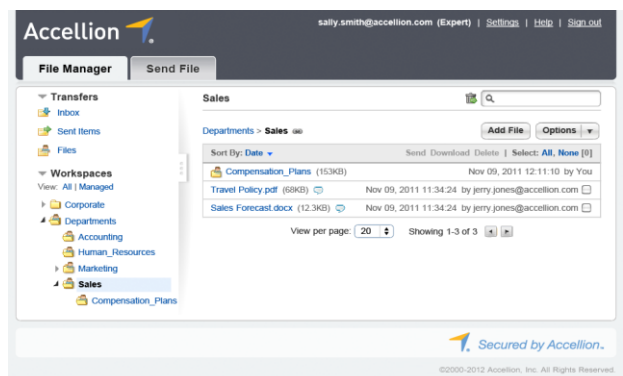 Accellion
sally.smith@accellion.com (Expert) | Settings | Help | Sign out
File Manager
Send File
Transfers
Inbox
Sent Items
Files
Workspaces
View: All | Managed
Corporate
Departments
Accounting
Human_Resources
Marketing
Sales
Compensation_Plans
Sales
Departments > Sales
Add File
Options
Sort By: Date
Send Download Delete | Select: All, None [0]
Compensation_Plans (153KB) Nov 09, 2011 12:11:10 by You
Travel Policy.pdf (68KB) Nov 09, 2011 11:34:24 by jerry.jones@accellion.com
Sales Forecast.docx (12.3KB) Nov 09, 2011 11:34:24 by jerry.jones@accellion.com
View per page: 20 Showing 1-3 of 3
Secured by Accellion.
©2000-2012 Accellion, Inc. All Rights Reserved.